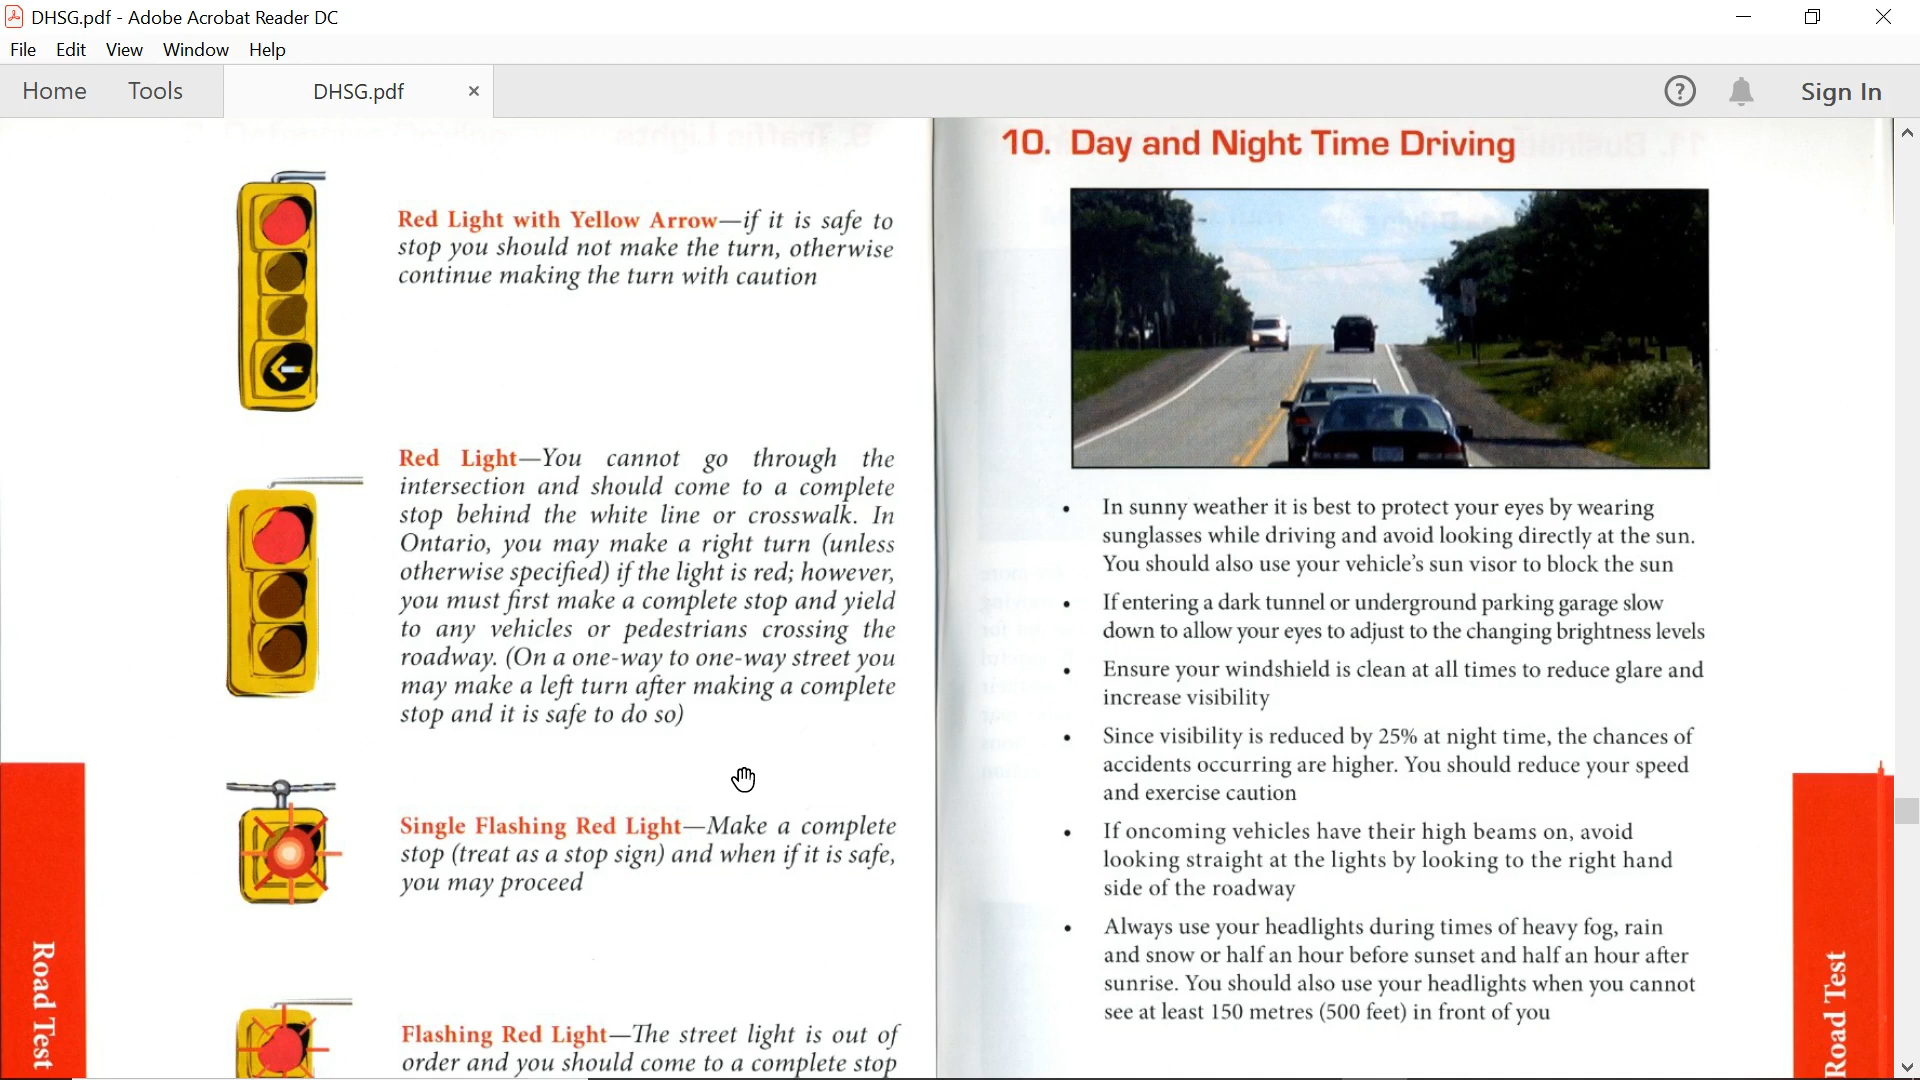 DHSG.pdf - Adobe Acrobat Reader DC
File Edit View Window Help
Home Tools DHSG.pdf Sign In
Red Light with Yellow Arrow—if it is safe to
stop you should not make the turn, otherwise
continue making the turn with caution
Red Light—You cannot go through the
intersection and should come to a complete
stop behind the white line or crosswalk. In
Ontario, you may make a right turn (unless
otherwise specified) if the light is red; however,
you must first make a complete stop and yield
to any vehicles or pedestrians crossing the
roadway. (On a one-way to one-way street you
may make a left turn after making a complete
stop and it is safe to do so)
Single Flashing Red Light—Make a complete
stop (treat as a stop sign) and when if it is safe,
you may proceed
Flashing Red Light—The street light is out of
order and you should come to a complete stop
Road Test
10. Day and Night Time Driving
• In sunny weather it is best to protect your eyes by wearing
sunglasses while driving and avoid looking directly at the sun.
You should also use your vehicle's sun visor to block the sun
• If entering a dark tunnel or underground parking garage slow
down to allow your eyes to adjust to the changing brightness levels
• Ensure your windshield is clean at all times to reduce glare and
increase visibility
• Since visibility is reduced by 25% at night time, the chances of
accidents occurring are higher. You should reduce your speed
and exercise caution
• If oncoming vehicles have their high beams on, avoid
looking straight at the lights by looking to the right hand
side of the roadway
• Always use your headlights during times of heavy fog, rain
and snow or half an hour before sunset and half an hour after
sunrise. You should also use your headlights when you cannot
see at least 150 metres (500 feet) in front of you
Road Test